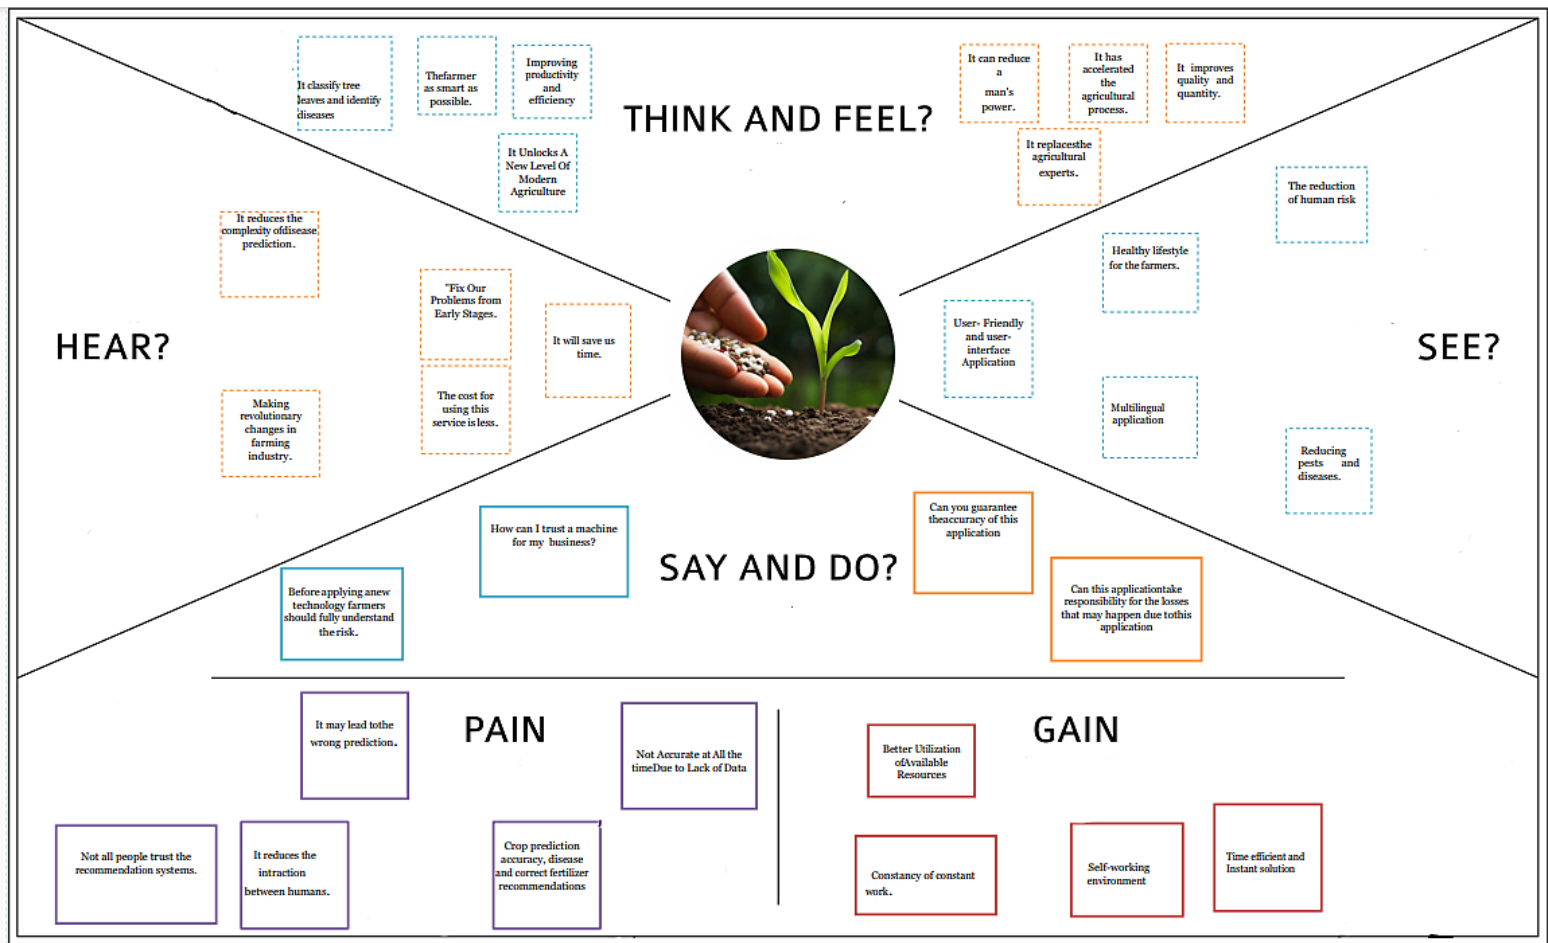 It classify tree
leaves and identify
diseases
Thefarmer
as smart as
possible.
Improving
productivity
and
efficiency
It Unlocks A
New Level Of
Modern
Agriculture
THINK AND FEEL?
It can reduce
a
man's
power.
It has
accelerated
the
agricultural
process.
It improves
quality and
quantity.
It replacesthe
agricultural
experts.
HEAR?
It reduces the
complexity ofdisease
prediction.
"Fix Our
Problems from
Early Stages.
It will save us
time.
Making
revolutionary
changes in
farming
industry.
The cost for
using this
service is less.
SEE?
The reduction
of human risk
Healthy lifestyle
for the farmers.
User- Friendly
and user-
interface
Application
Multilingual
application
Reducing
pests and
diseases.
SAY AND DO?
How can I trust a machine
for my business?
Before applying anew
technology farmers
should fully understand
the risk.
Can you guarantee
theaccuracy of this
application
Can this applicationtake
responsibility for the losses
that may happen due tothis
application
PAIN
It may lead tothe
wrong prediction.
Not Accurate at All the
timeDue to Lack of Data
Not all people trust the
recommendation systems.
It reduces the
intraction
between humans.
Crop prediction
accuracy, disease
and correct fertilizer
recommendations
GAIN
Better Utilization
ofAvailable
Resources
Constancy of constant
work.
Self-working
environment
Time efficient and
Instant solution